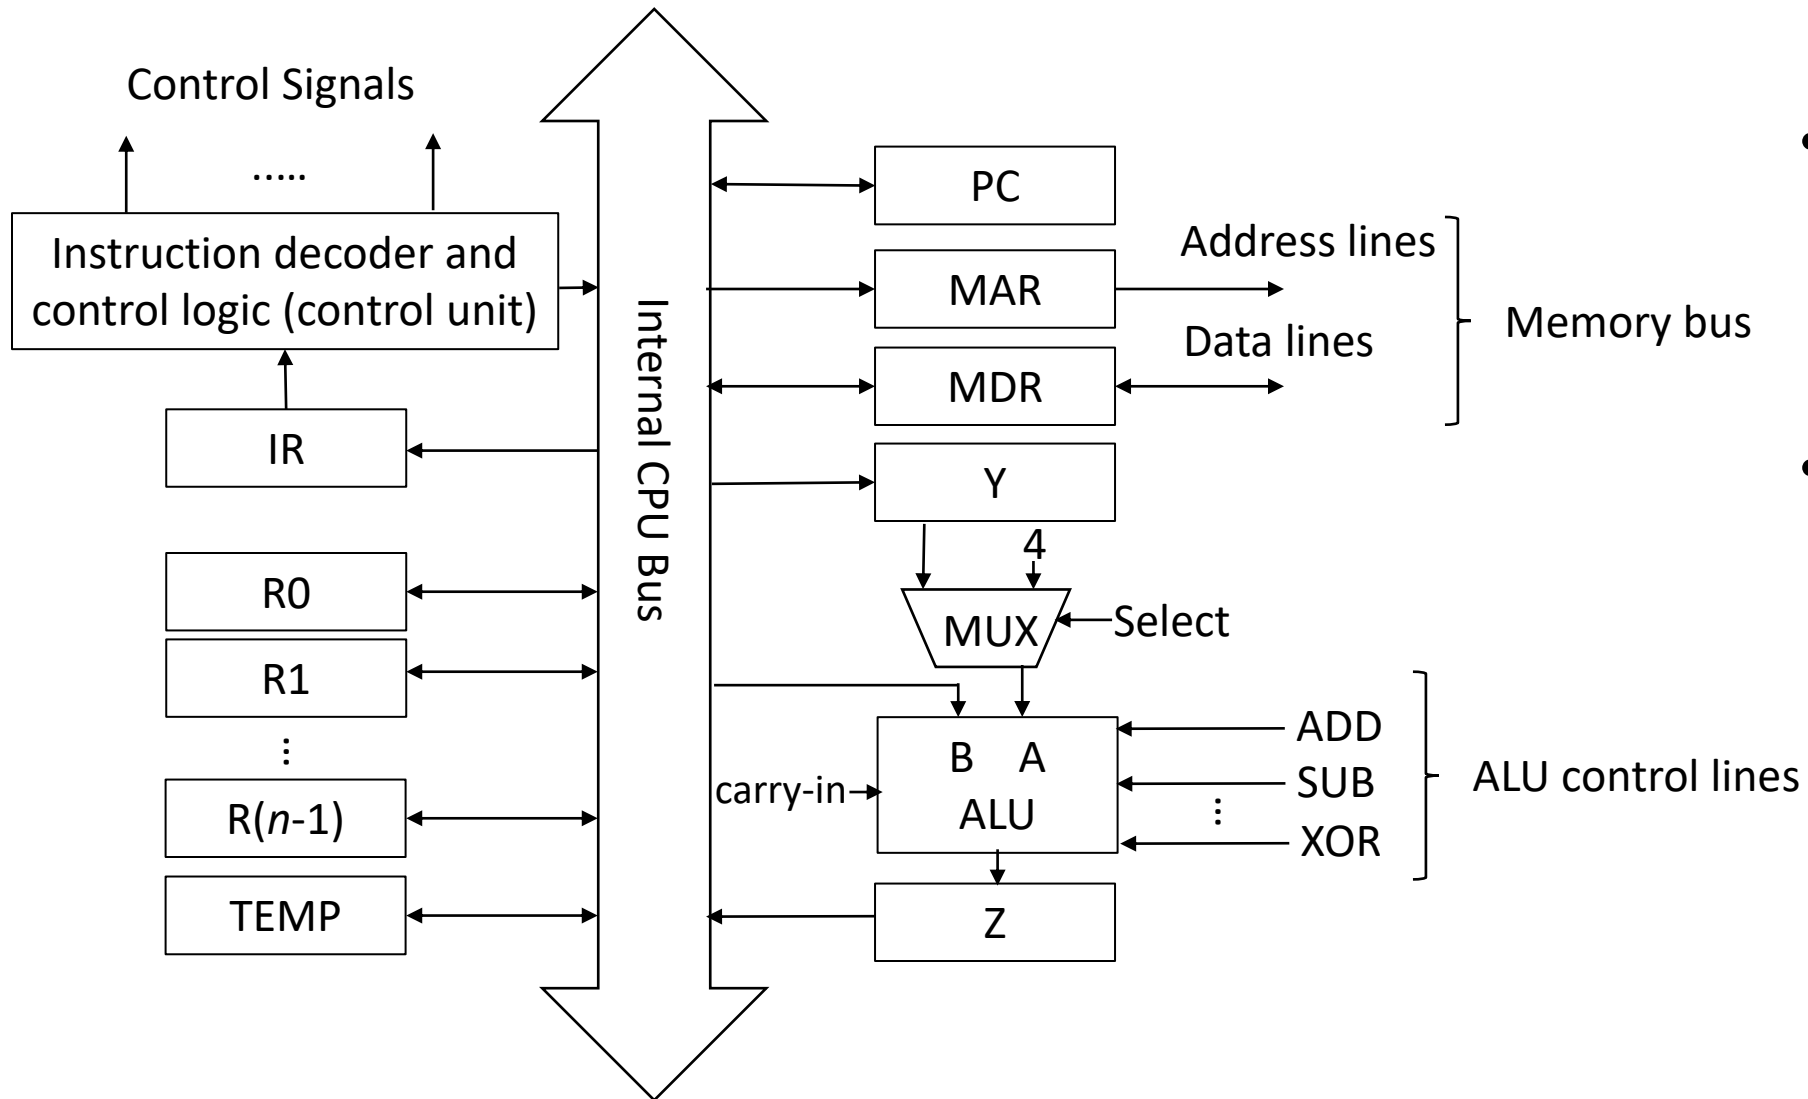 Control Signals
.....
Instruction decoder and
control logic (control unit)
IR
R0
R1
...
R(n-1)
TEMP
Internal CPU Bus
PC
MAR
MDR
Y
4
MUX
Select
B A
ALU
carry-in
Z
Address lines
Data lines
Memory bus
ADD
SUB
...
XOR
ALU control lines
•
•